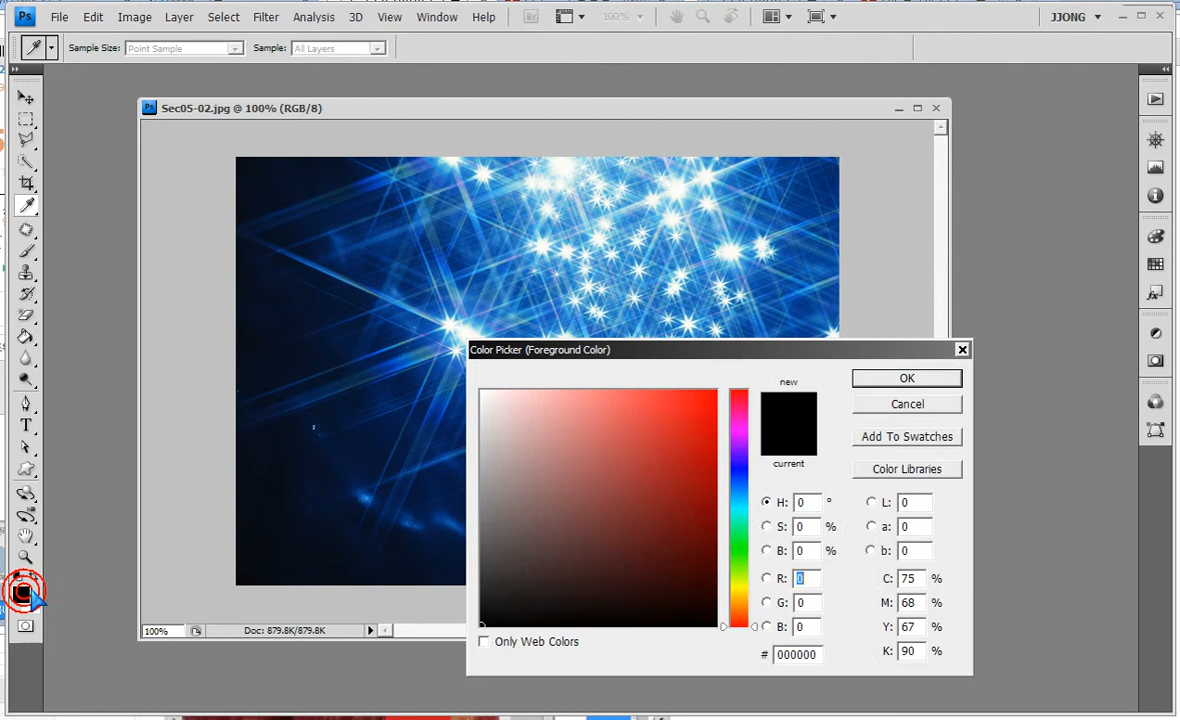 Ps File Edit Image Layer Select Filter Analysis 3D View Window Help Br 100% JJONG
Sample Size: Point Sample Sample: All Layers
Ps Sec05-02.jpg @ 100% (RGB/8)
Color Picker (Foreground Color)
new
OK
Cancel
Add To Swatches
current
Color Libraries
H: 0 ° L: 0
S: 0 % a: 0
B: 0 % b: 0
R: 0 C: 75 %
G: 0 M: 68 %
B: 0 Y: 67 %
Only Web Colors # 000000 K: 90 %
100% Doc: 879.8K/879.8K